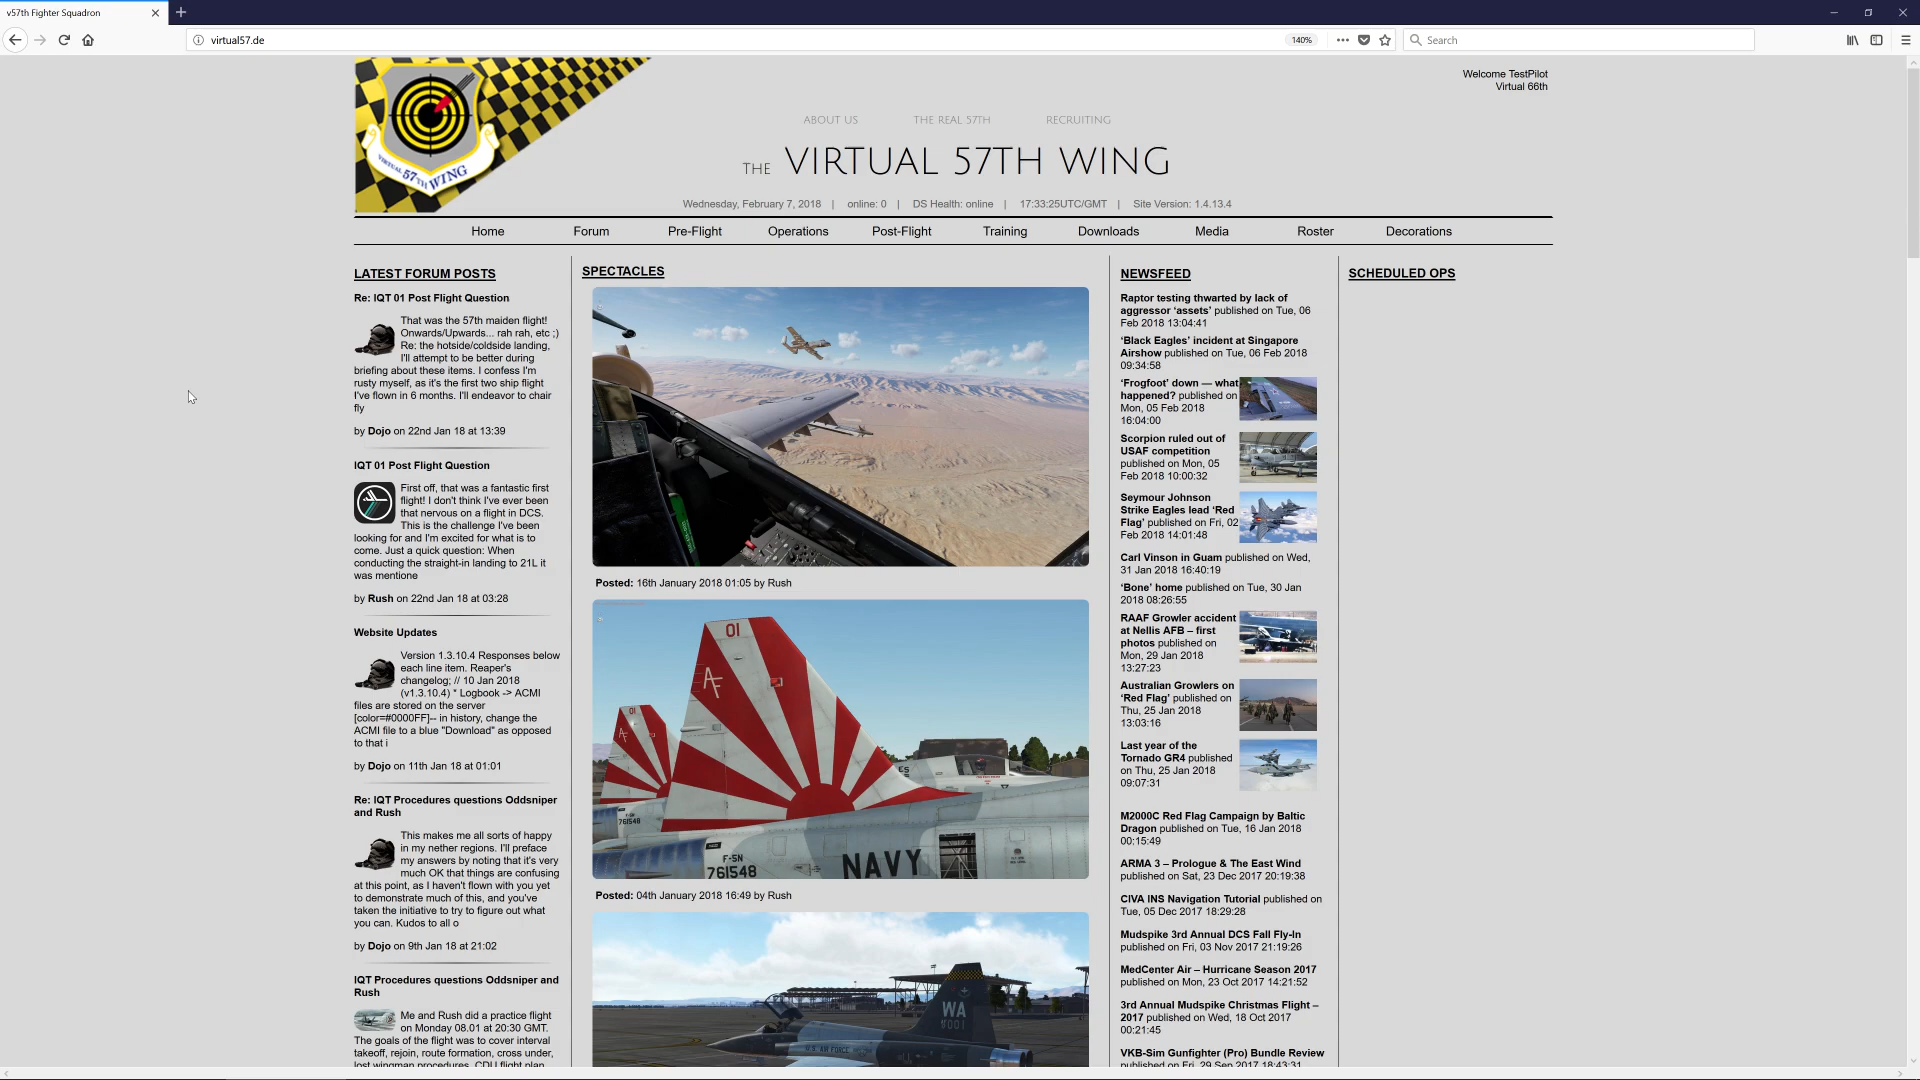 v57th Fighter Squadron
virtual57.de
140%
Search
Welcome TestPilot
Virtual 66th
VIRTUAL 57TH WING
ABOUT US THE REAL 57TH RECRUITING
THE VIRTUAL 57TH WING
Wednesday, February 7, 2018 | online: 0 | DS Health: online | 17:33:25UTC/GMT | Site Version: 1.4.13.4
Home Forum Pre-Flight Operations Post-Flight Training Downloads Media Roster Decorations
LATEST FORUM POSTS
Re: IQT 01 Post Flight Question
That was the 57th maiden flight!
Onwards/Upwards... rah rah, etc ;)
Re: the hotside/coldside landing,
I'll attempt to be better during
briefing about these items. I confess I'm
rusty myself, as it's the first two ship flight
I've flown in 6 months. I'll endeavor to chair
fly
by Dojo on 22nd Jan 18 at 13:39
IQT 01 Post Flight Question
First off, that was a fantastic first
flight! I don't think I've ever been
that nervous on a flight in DCS.
This is the challenge I've been
looking for and I'm excited for what is to
come. Just a quick question: When
conducting the straight-in landing to 21L it
was mentione
by Rush on 22nd Jan 18 at 03:28
Website Updates
Version 1.3.10.4 Responses below
each line item. Reaper's
changelog; // 10 Jan 2018
(v1.3.10.4) * Logbook -> ACMI
files are stored on the server
[color=#0000FF]-- in history, change the
ACMI file to a blue "Download" as opposed
to that i
by Dojo on 11th Jan 18 at 01:01
Re: IQT Procedures questions Oddsniper
and Rush
This makes me all sorts of happy
in my nether regions. I'll preface
my answers by noting that it's very
much OK that things are confusing
at this point, as I haven't flown with you yet
to demonstrate much of this, and you've
taken the initiative to try to figure out what
you can. Kudos to all o
by Dojo on 9th Jan 18 at 21:02
IQT Procedures questions Oddsniper and
Rush
Me and Rush did a practice flight
on Monday 08.01 at 20:30 GMT.
The goals of the flight was to cover interval
takeoff, rejoin, route formation, cross under,
lost wingman procedures, CDU flight plan
SPECTACLES
Posted: 16th January 2018 01:05 by Rush
01
AF
01
AF
ES
761548
F-5N
761548
NAVY
Posted: 04th January 2018 16:49 by Rush
WA
U.S. AIR FORCE
NEWSFEED
Raptor testing thwarted by lack of
aggressor ‘assets’ published on Tue, 06
Feb 2018 13:04:41
‘Black Eagles’ incident at Singapore
Airshow published on Tue, 06 Feb 2018
09:34:58
‘Frogfoot’ down — what
happened? published on
Mon, 05 Feb 2018
16:04:00
Scorpion ruled out of
USAF competition
published on Mon, 05
Feb 2018 10:00:32
Seymour Johnson
Strike Eagles lead ‘Red
Flag’ published on Fri, 02
Feb 2018 14:01:48
Carl Vinson in Guam published on Wed,
31 Jan 2018 16:40:19
‘Bone’ home published on Tue, 30 Jan
2018 08:26:55
RAAF Growler accident
at Nellis AFB – first
photos published on
Mon, 29 Jan 2018
13:27:23
Australian Growlers on
‘Red Flag’ published on
Thu, 25 Jan 2018
13:03:16
Last year of the
Tornado GR4 published
on Thu, 25 Jan 2018
09:07:31
M2000C Red Flag Campaign by Baltic
Dragon published on Tue, 16 Jan 2018
00:15:49
ARMA 3 – Prologue & The East Wind
published on Sat, 23 Dec 2017 20:19:38
CIVA INS Navigation Tutorial published on
Tue, 05 Dec 2017 18:29:28
Mudspike 3rd Annual DCS Fall Fly-In
published on Fri, 03 Nov 2017 21:19:26
MedCenter Air – Hurricane Season 2017
published on Mon, 23 Oct 2017 14:21:52
3rd Annual Mudspike Christmas Flight –
2017 published on Wed, 18 Oct 2017
00:21:45
VKB-Sim Gunfighter (Pro) Bundle Review
published on Fri, 29 Sep 2017 18:43:31
SCHEDULED OPS